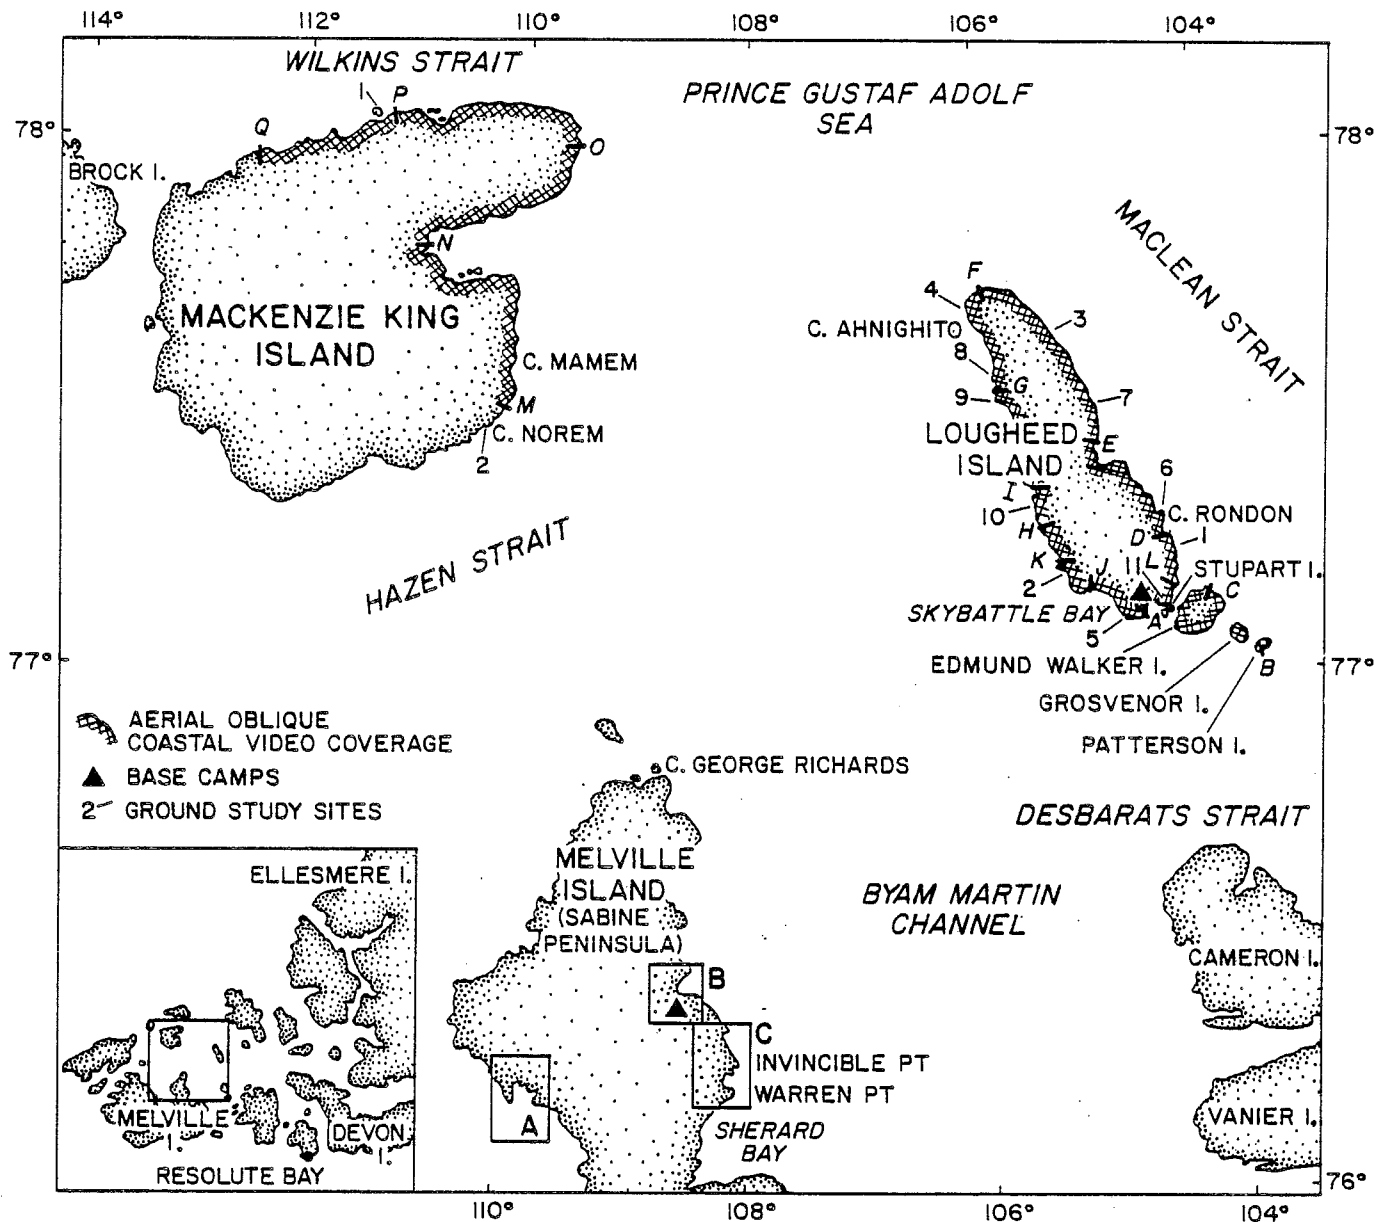 114° 112° 110° 108° 106° 104°
WILKINS STRAIT
1 P
PRINCE GUSTAF ADOLF
SEA
78° 78°
Q
O
BROCK I.
N
MACLEAN STRAIT
F
4
3
MACKENZIE KING
ISLAND
C. AHNIGHITO
8
C. MAMEM
G
9
7
M
C. NOREM
2
LOUGHEED
ISLAND
E
6
I
10
C. RONDON
H
D
1
K
J
11
L
STUPART I.
2
C
SKYBATTLE BAY
A
5
HAZEN STRAIT
77° 77°
EDMUND WALKER I.
B
GROSVENOR I.
PATTERSON I.
AERIAL OBLIQUE
COASTAL VIDEO COVERAGE
BASE CAMPS
2 GROUND STUDY SITES
C. GEORGE RICHARDS
DESBARATS STRAIT
MELVILLE
ISLAND
(SABINE
PENINSULA)
BYAM MARTIN
CHANNEL
CAMERON I.
B
C
INVINCIBLE PT
WARREN PT
A
SHERARD
BAY
VANIER I.
ELLESMERE I.
MELVILLE
I.
DEVON
I.
RESOLUTE BAY
76°
110° 108° 106° 104°